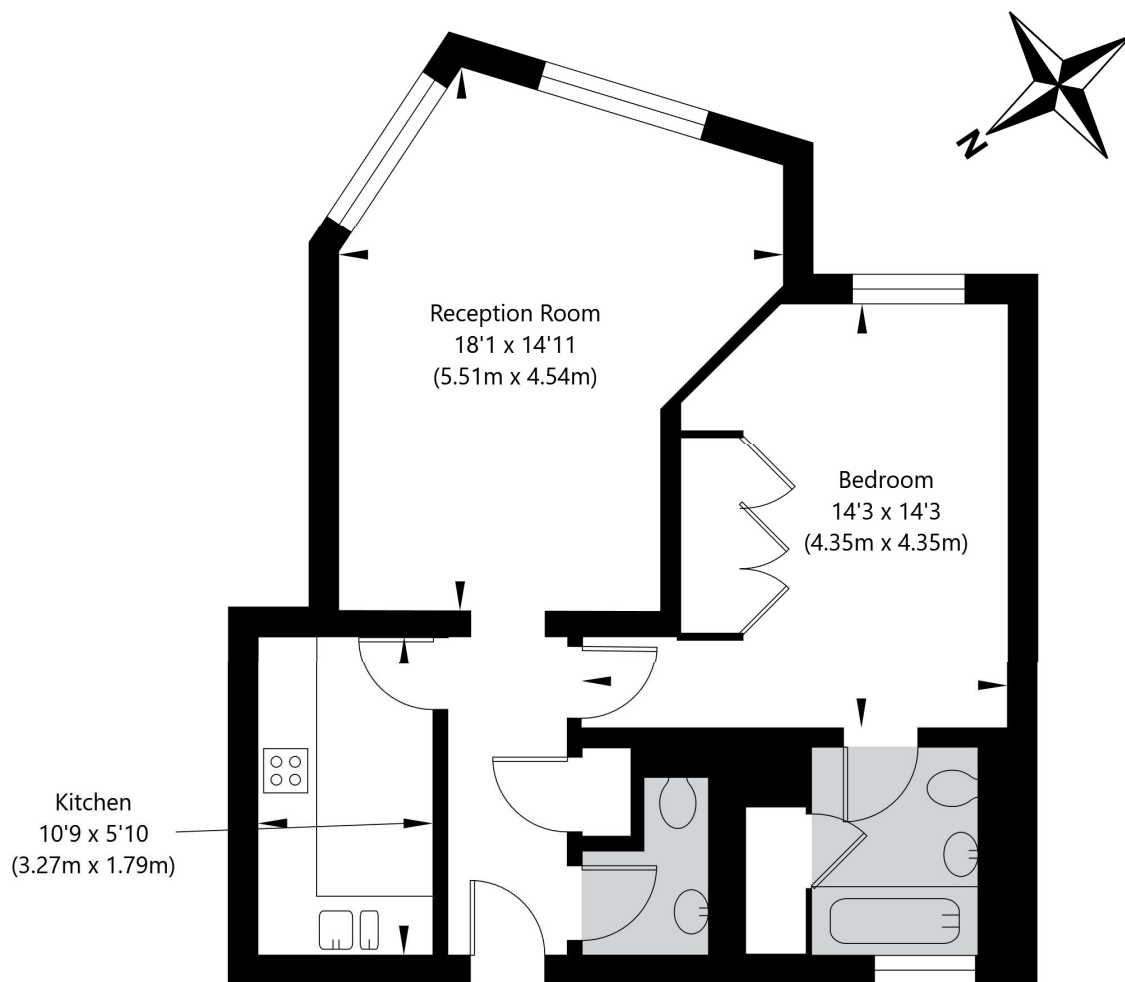 N
Reception Room
18'1 x 14'11
(5.51m x 4.54m)
Bedroom
14'3 x 14'3
(4.35m x 4.35m)
Kitchen
10'9 x 5'10
(3.27m x 1.79m)